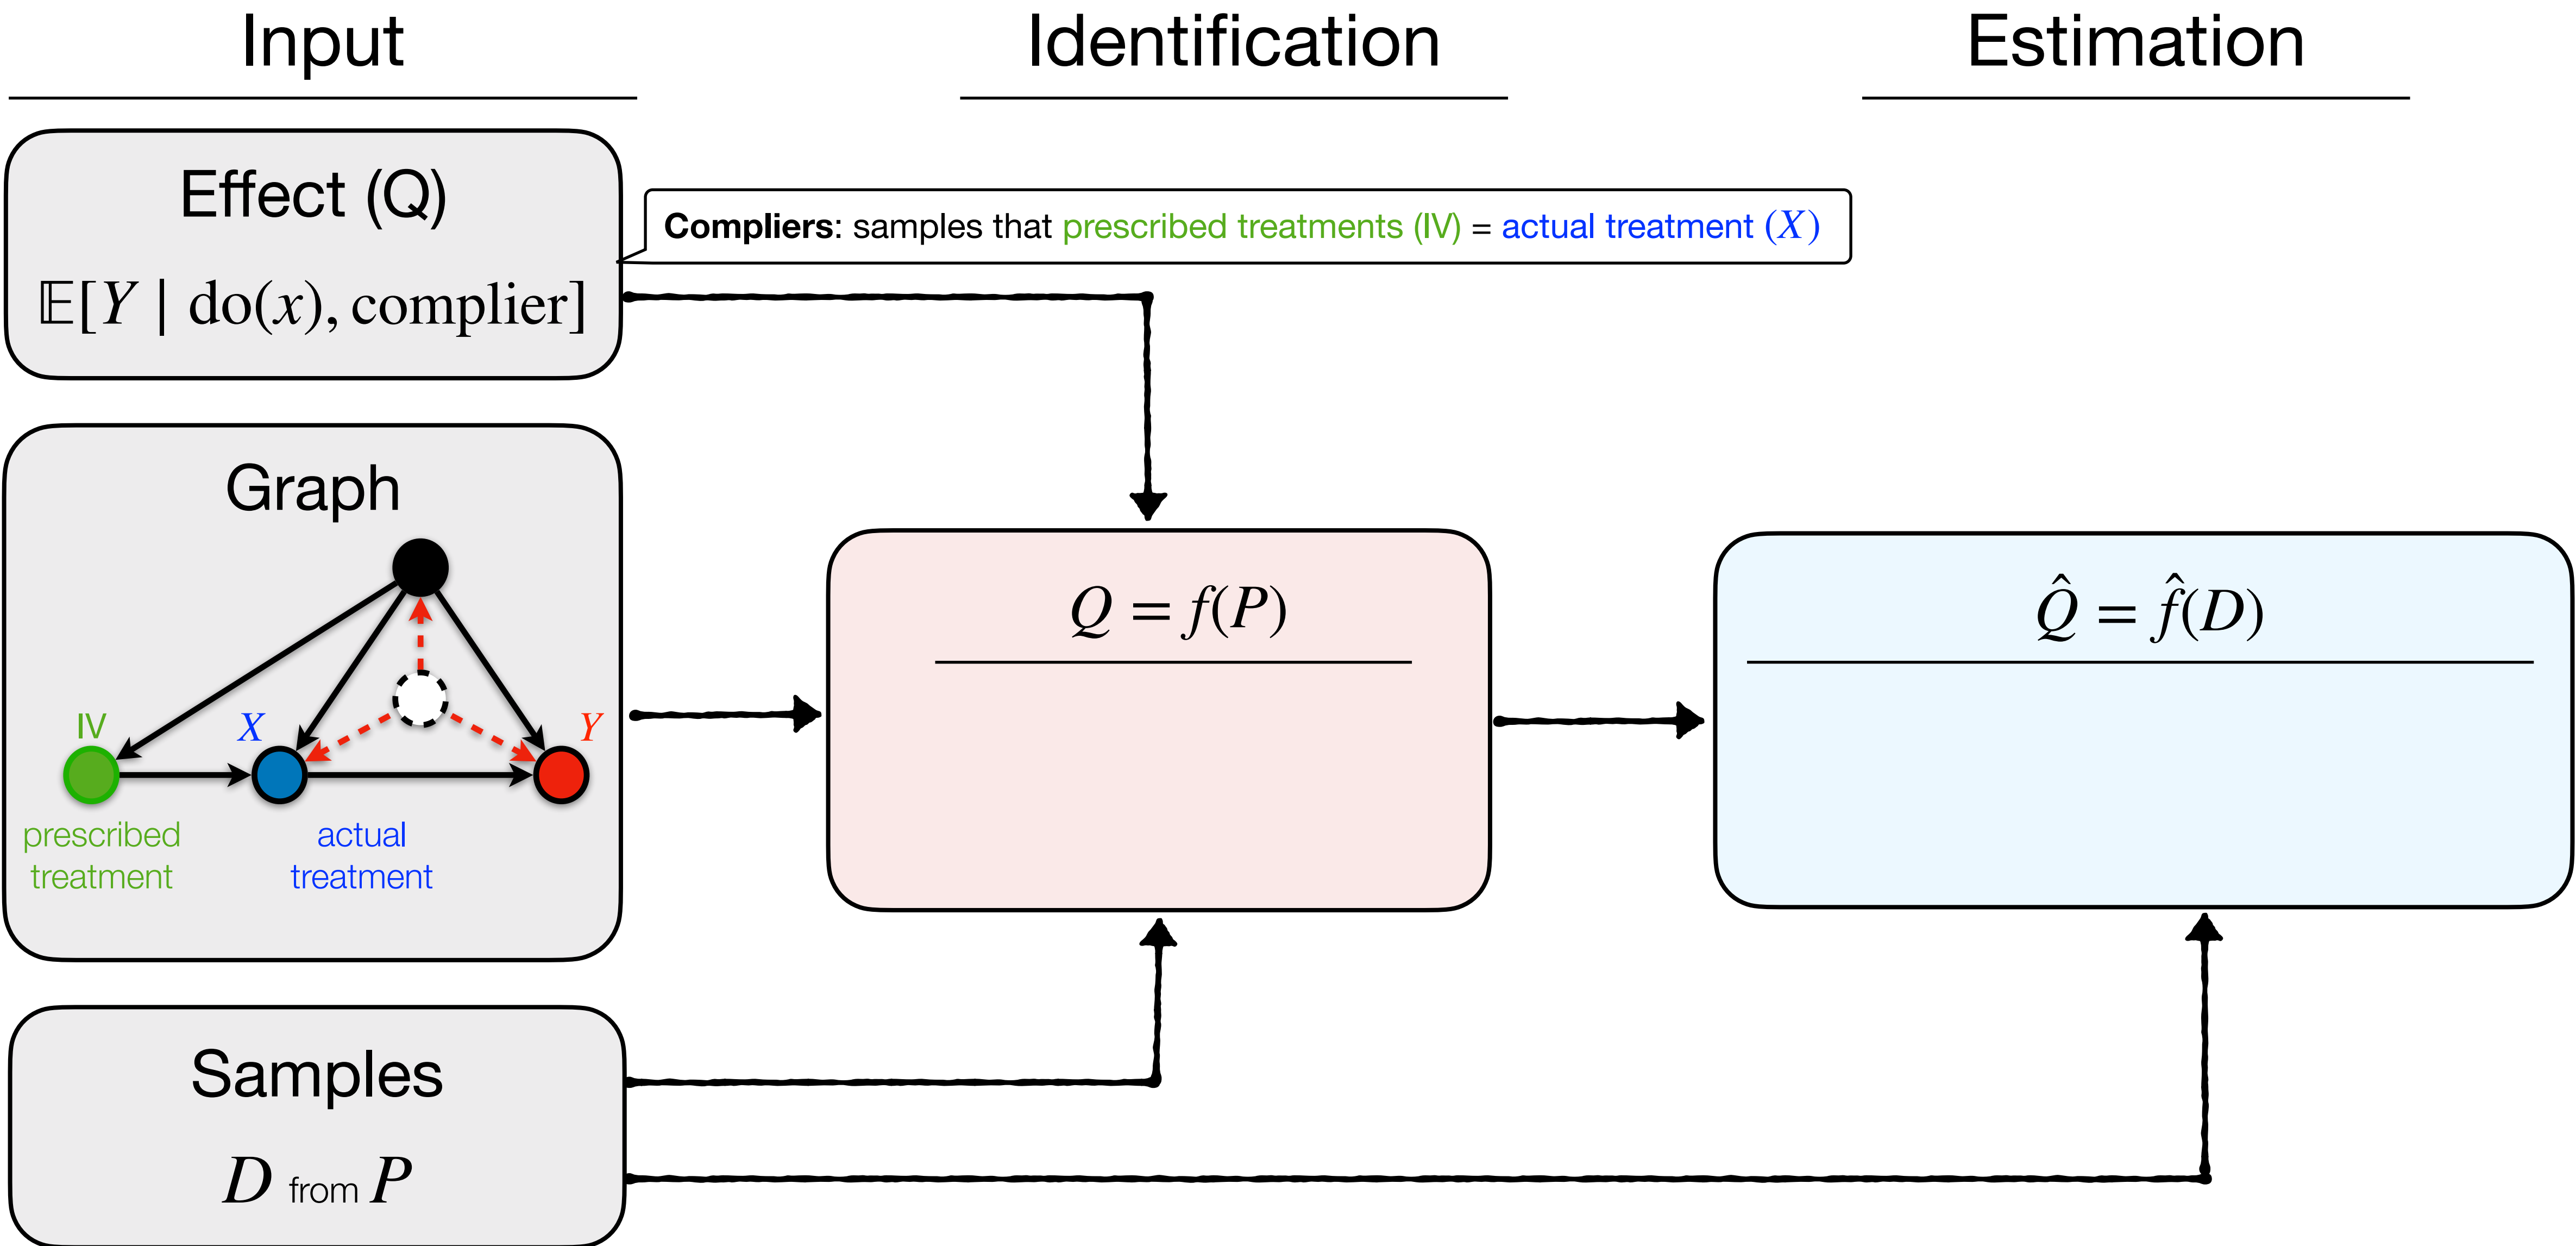 Input
Identification
Estimation
Effect (Q)
𝔼[Y | do(x), complier]
Compliers: samples that prescribed treatments (IV) = actual treatment (X)
Graph
IV
X
Y
prescribed
treatment
actual
treatment
Q = f(P)
Q̂ = f̂(D)
Samples
D from P